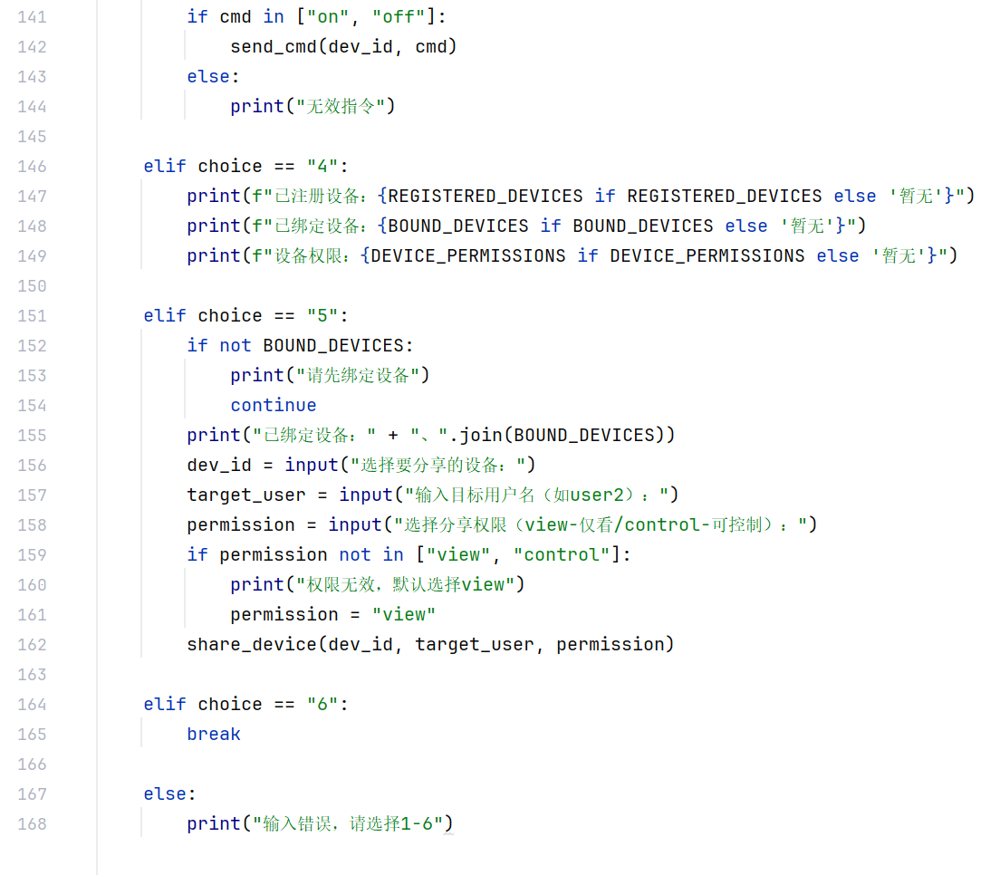 141 if cmd in ["on", "off"]:
142 send_cmd(dev_id, cmd)
143 else:
144 print("无效指令")
145
146 elif choice == "4":
147 print(f"已注册设备：{REGISTERED_DEVICES if REGISTERED_DEVICES else '暂无'}")
148 print(f"已绑定设备：{BOUND_DEVICES if BOUND_DEVICES else '暂无'}")
149 print(f"设备权限：{DEVICE_PERMISSIONS if DEVICE_PERMISSIONS else '暂无'}")
150
151 elif choice == "5":
152 if not BOUND_DEVICES:
153 print("请先绑定设备")
154 continue
155 print("已绑定设备：" + "、".join(BOUND_DEVICES))
156 dev_id = input("选择要分享的设备：")
157 target_user = input("输入目标用户名（如user2）：")
158 permission = input("选择分享权限（view-仅看/control-可控制）：")
159 if permission not in ["view", "control"]:
160 print("权限无效，默认选择view")
161 permission = "view"
162 share_device(dev_id, target_user, permission)
163
164 elif choice == "6":
165 break
166
167 else:
168 print("输入错误，请选择1-6")